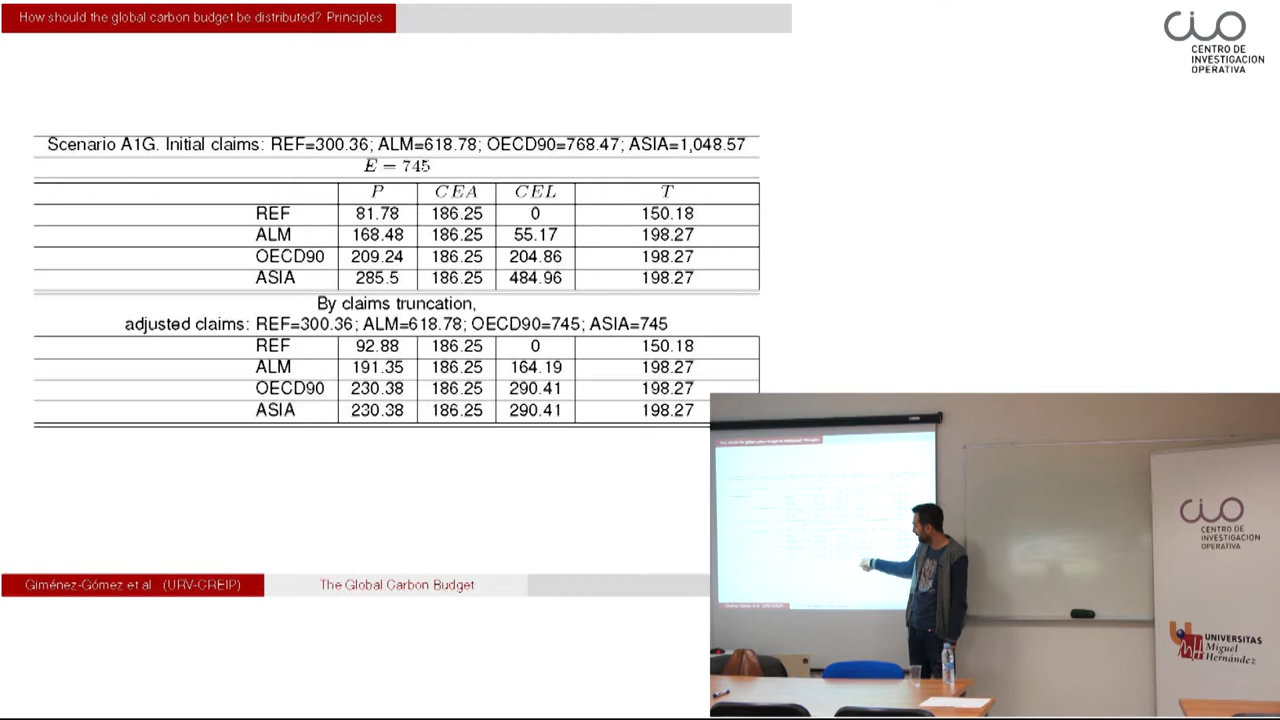 How should the global carbon budget be distributed? Principles
CIO
CENTRO DE
INVESTIGACION
OPERATIVA
Scenario A1G. Initial claims: REF=300.36; ALM=618.78; OECD90=768.47; ASIA=1,048.57
E = 745
P CEA CEL T
REF 81.78 186.25 0 150.18
ALM 168.48 186.25 55.17 198.27
OECD90 209.24 186.25 204.86 198.27
ASIA 285.5 186.25 484.96 198.27
By claims truncation,
adjusted claims: REF=300.36; ALM=618.78; OECD90=745; ASIA=745
REF 92.88 186.25 0 150.18
ALM 191.35 186.25 164.19 198.27
OECD90 230.38 186.25 290.41 198.27
ASIA 230.38 186.25 290.41 198.27
Giménez-Gómez et al. (URV-CREIP) The Global Carbon Budget
CIO
CENTRO DE
INVESTIGACION
OPERATIVA
UNIVERSITAS
Miguel
Hernández